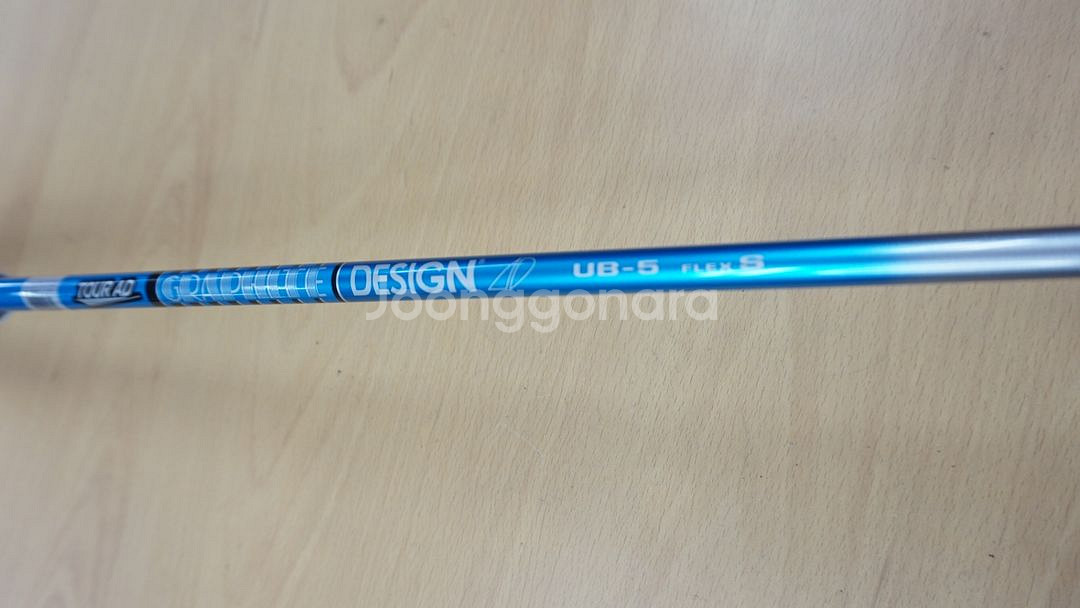 TOUR AD GRAPHITE DESIGN® UB-5 FLEX S
Joonggonara